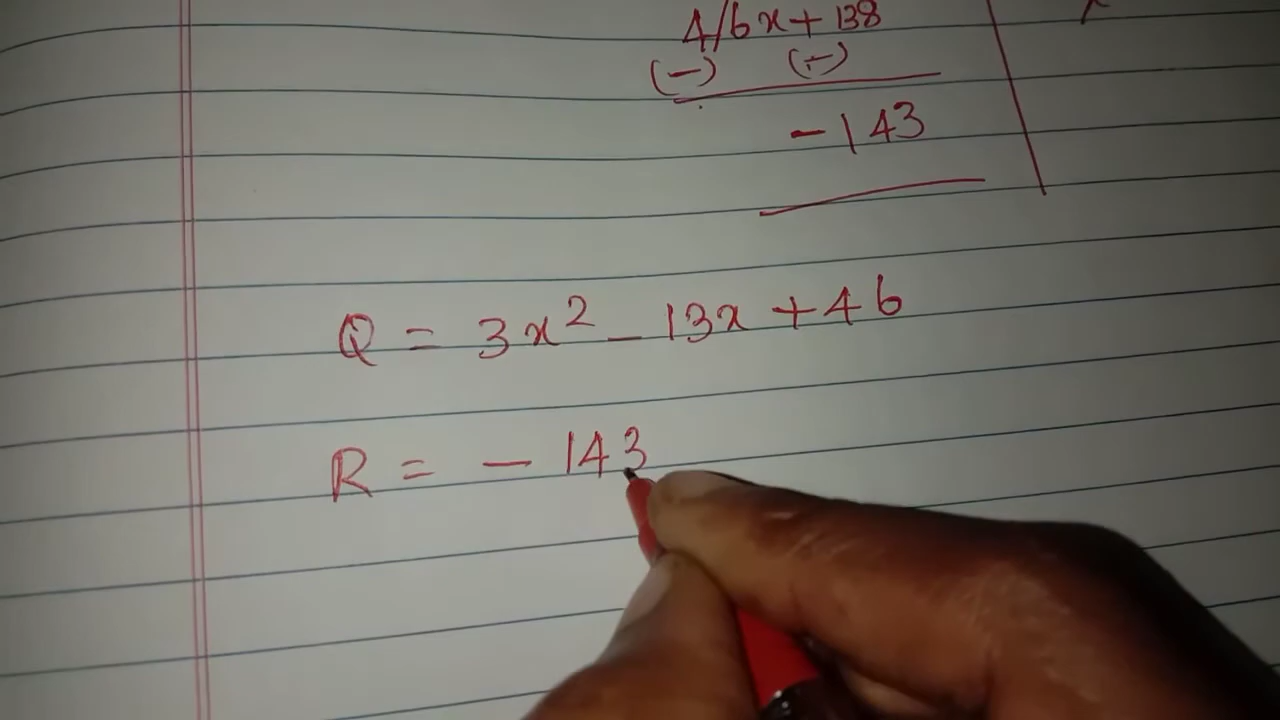 46x + 138
(-) (-)
- 143
Q = 3x² - 13x + 46
R = - 143